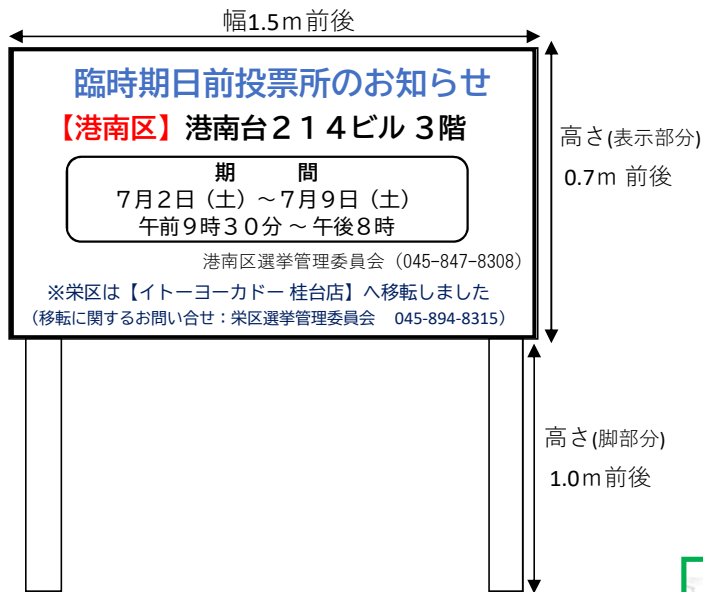 幅1.5m前後
臨時期日前投票所のお知らせ
【港南区】港南台２１４ビル ３階
期　　間
７月２日（土）～７月９日（土）
午前９時３０分 ～ 午後８時
港南区選挙管理委員会（045-847-8308）
※栄区は【イトーヨーカドー 桂台店】へ移転しました
（移転に関するお問い合せ：栄区選挙管理委員会　045-894-8315）
高さ(表示部分)
0.7m 前後
高さ(脚部分)
1.0m前後